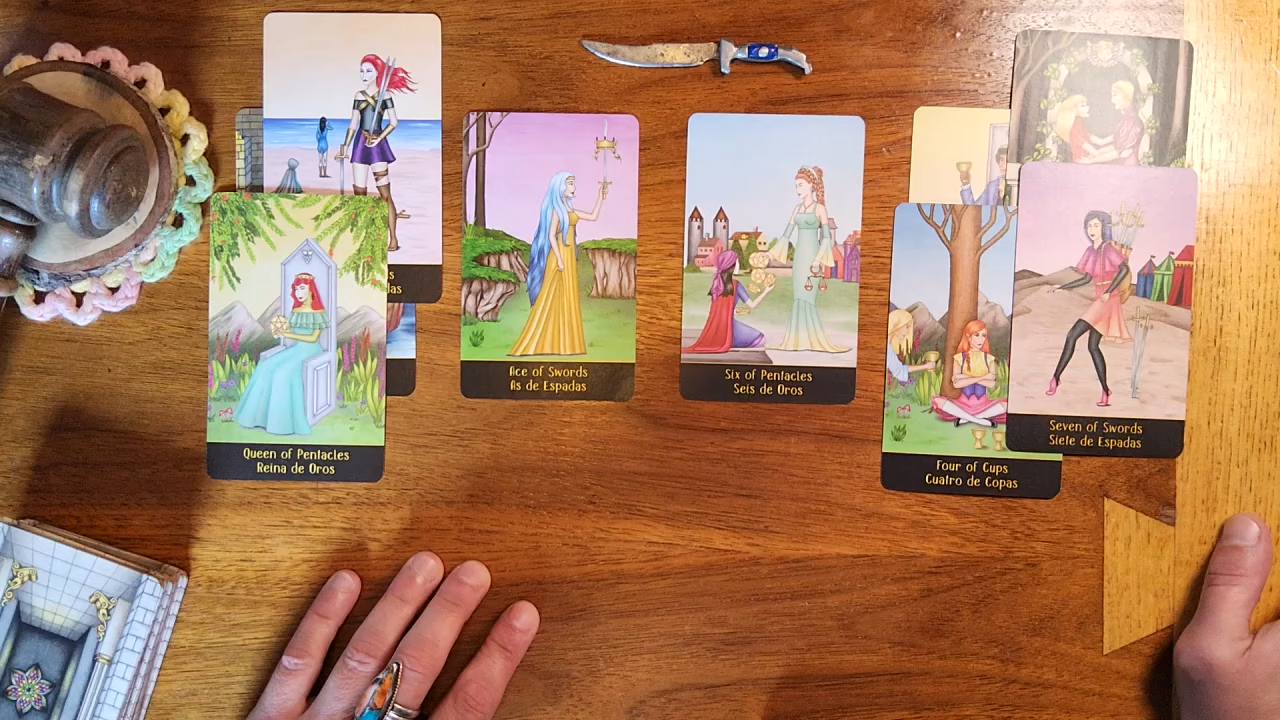 das
Queen of Pentacles
Reina de Oros
Ace of Swords
As de Espadas
Six of Pentacles
Seis de Oros
Four of Cups
Cuatro de Copas
Seven of Swords
Siete de Espadas